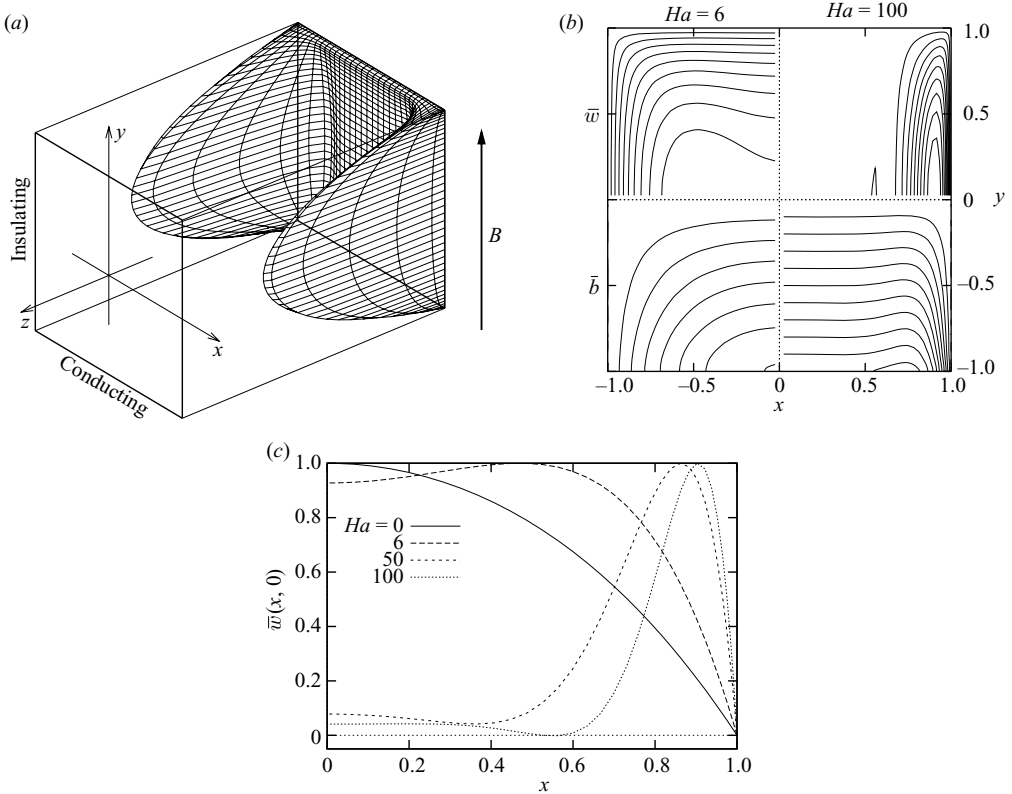 (a)
y
Insulating
z
x
Conducting
B
(b)
Ha = 6
Ha = 100
w̄
b̄
1.0
0.5
0
y
−0.5
−1.0
−1.0
−0.5
0
0.5
1.0
x
(c)
1.0
0.8
0.6
0.4
0.2
0
w̄(x, 0)
Ha = 0
6
50
100
0
0.2
0.4
0.6
0.8
1.0
x